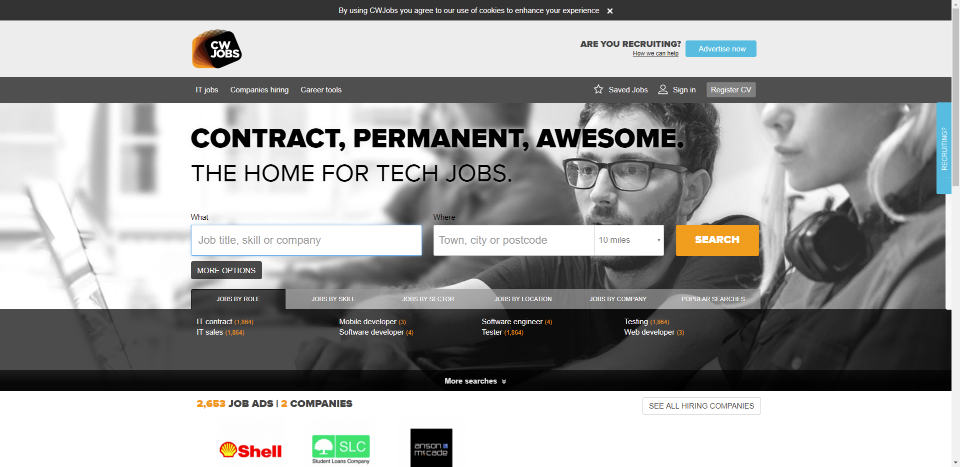 By using CWJobs you agree to our use of cookies to enhance your experience ×
CW
JOBS
ARE YOU RECRUITING?
How we can help
Advertise now
IT jobs Companies hiring Career tools Saved Jobs Sign in Register CV
RECRUITING?
CONTRACT, PERMANENT, AWESOME.
THE HOME FOR TECH JOBS.
What Where
Job title, skill or company Town, city or postcode 10 miles SEARCH
MORE OPTIONS
JOBS BY ROLE JOBS BY SKILL JOBS BY SECTOR JOBS BY LOCATION JOBS BY COMPANY POPULAR SEARCHES
IT contract (1,864) Mobile developer (3) Software engineer (4) Testing (1,864)
IT sales (1,864) Software developer (4) Tester (1,864) Web developer (3)
More searches
2,653 JOB ADS | 2 COMPANIES SEE ALL HIRING COMPANIES
Shell
SLC
Student Loans Company
anson
mccade